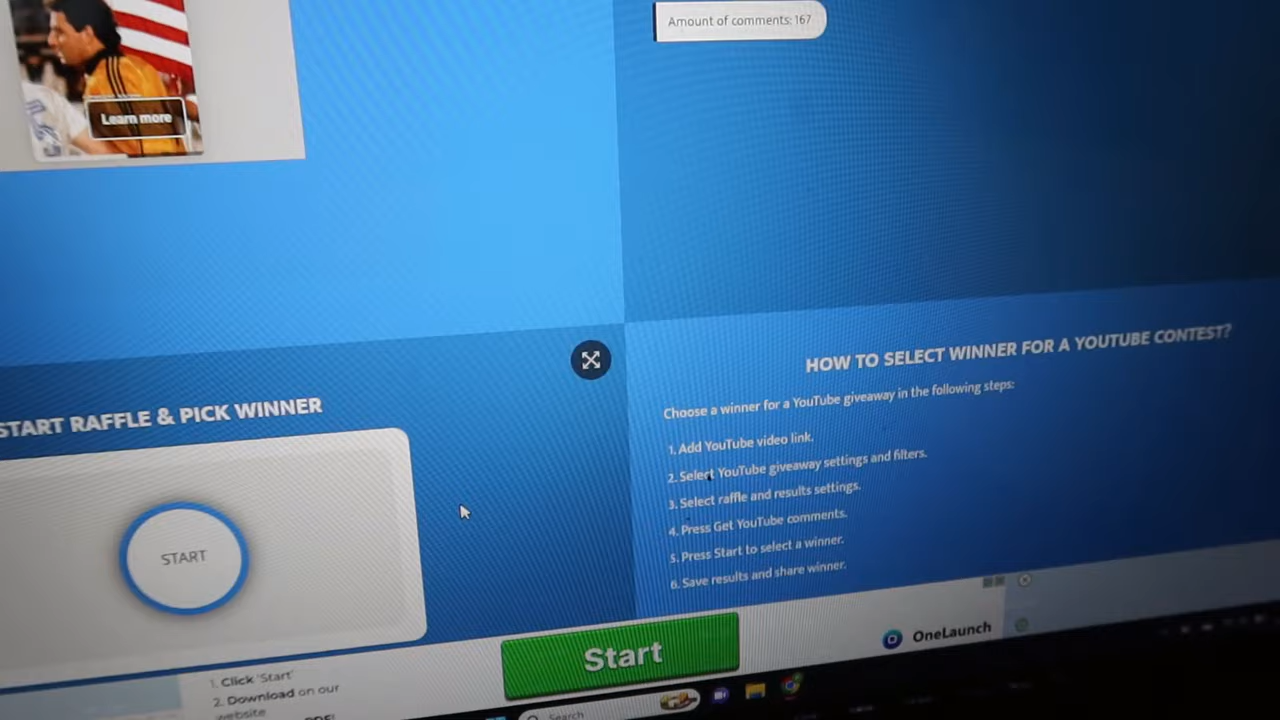 Learn more
Amount of comments: 167
START RAFFLE & PICK WINNER
START
HOW TO SELECT WINNER FOR A YOUTUBE CONTEST?
Choose a winner for a YouTube giveaway in the following steps:
1. Add YouTube video link.
2. Select YouTube giveaway settings and filters.
3. Select raffle and results settings.
4. Press Get YouTube comments.
5. Press Start to select a winner.
6. Save results and share winner.
1. Click 'Start'
2. Download on our
website
Start
OneLaunch
Search